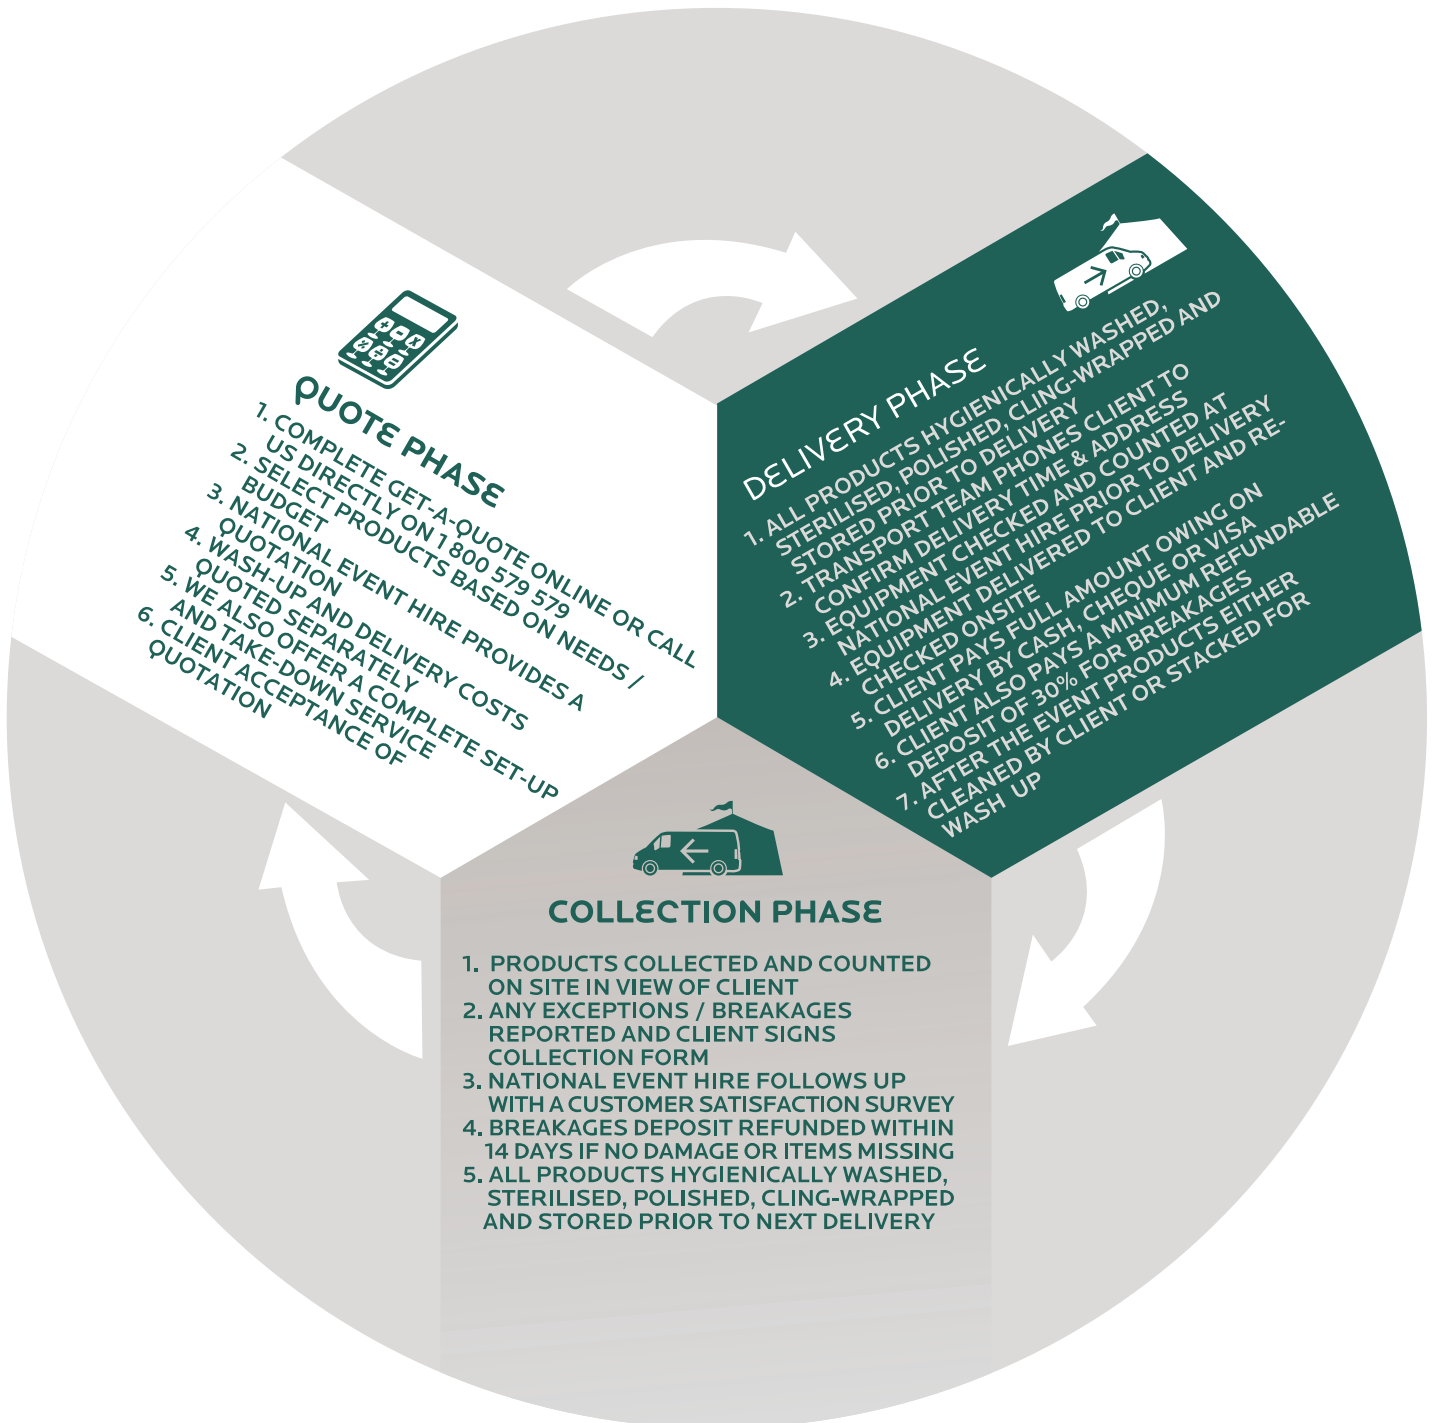 QUOTE PHASE
1. COMPLETE GET-A-QUOTE ONLINE OR CALL
US DIRECTLY ON 1 800 579 579
2. SELECT PRODUCTS BASED ON NEEDS /
BUDGET
3. NATIONAL EVENT HIRE PROVIDES A
QUOTATION
4. WASH-UP AND DELIVERY COSTS
QUOTED SEPARATELY
5. WE ALSO OFFER A COMPLETE SET-UP
AND TAKE-DOWN SERVICE
6. CLIENT ACCEPTANCE OF
QUOTATION
DELIVERY PHASE
1. ALL PRODUCTS HYGIENICALLY WASHED,
STERILISED, POLISHED, CLING-WRAPPED AND
STORED PRIOR TO DELIVERY
2. TRANSPORT TEAM PHONES CLIENT TO
CONFIRM DELIVERY TIME & ADDRESS
3. EQUIPMENT CHECKED AND COUNTED AT
NATIONAL EVENT HIRE PRIOR TO DELIVERY
4. EQUIPMENT DELIVERED TO CLIENT AND RE-
CHECKED ONSITE
5. CLIENT PAYS FULL AMOUNT OWING ON
DELIVERY BY CASH, CHEQUE OR VISA
6. CLIENT ALSO PAYS A MINIMUM REFUNDABLE
DEPOSIT OF 30% FOR BREAKAGES
7. AFTER THE EVENT PRODUCTS EITHER
CLEANED BY CLIENT OR STACKED FOR
WASH UP
COLLECTION PHASE
1. PRODUCTS COLLECTED AND COUNTED
ON SITE IN VIEW OF CLIENT
2. ANY EXCEPTIONS / BREAKAGES
REPORTED AND CLIENT SIGNS
COLLECTION FORM
3. NATIONAL EVENT HIRE FOLLOWS UP
WITH A CUSTOMER SATISFACTION SURVEY
4. BREAKAGES DEPOSIT REFUNDED WITHIN
14 DAYS IF NO DAMAGE OR ITEMS MISSING
5. ALL PRODUCTS HYGIENICALLY WASHED,
STERILISED, POLISHED, CLING-WRAPPED
AND STORED PRIOR TO NEXT DELIVERY